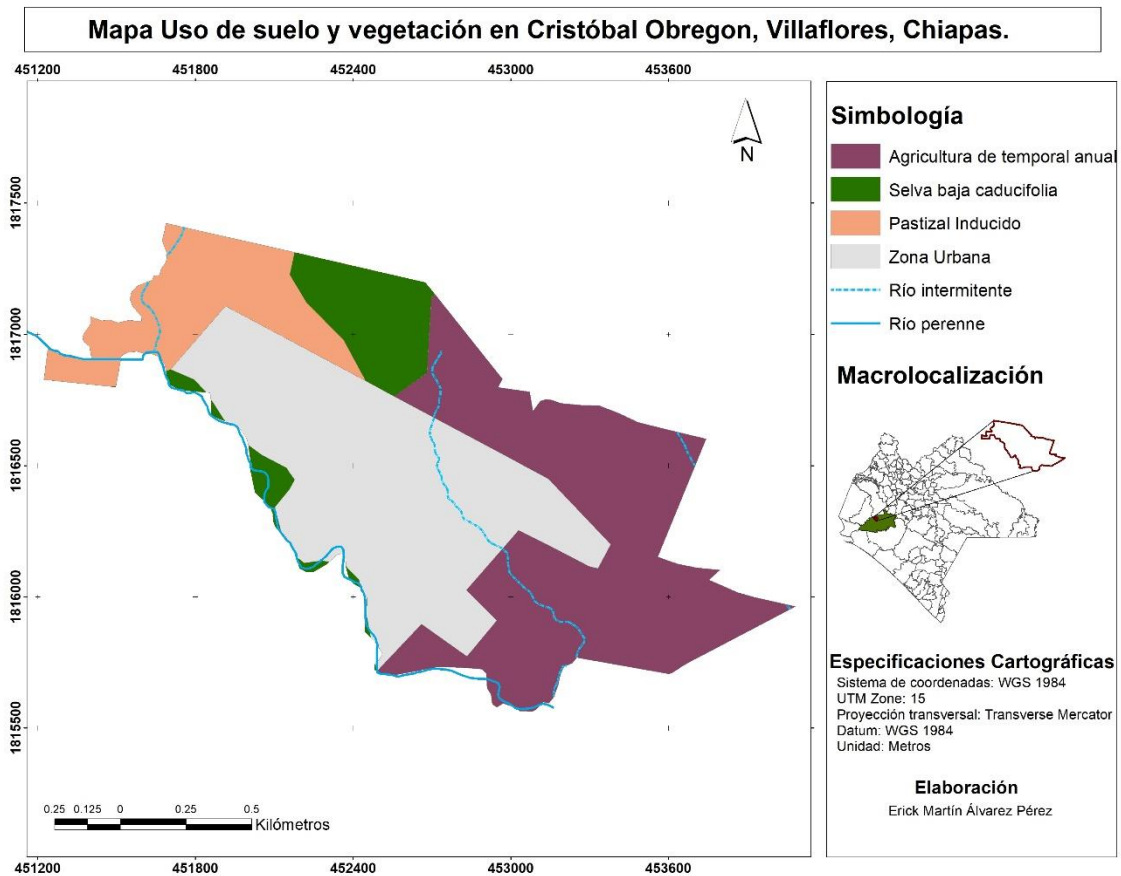 Mapa Uso de suelo y vegetación en Cristóbal Obregon, Villaflores, Chiapas.
451200 451800 452400 453000 453600
1817500
1817000
1816500
1816000
1815500
N
0.25 0.125 0 0.25 0.5
Kilómetros
451200 451800 452400 453000 453600
Simbología
Agricultura de temporal anual
Selva baja caducifolia
Pastizal Inducido
Zona Urbana
Río intermitente
Río perenne
Macrolocalización
Especificaciones Cartográficas
Sistema de coordenadas: WGS 1984
UTM Zone: 15
Proyección transversal: Transverse Mercator
Datum: WGS 1984
Unidad: Metros
Elaboración
Erick Martín Álvarez Pérez